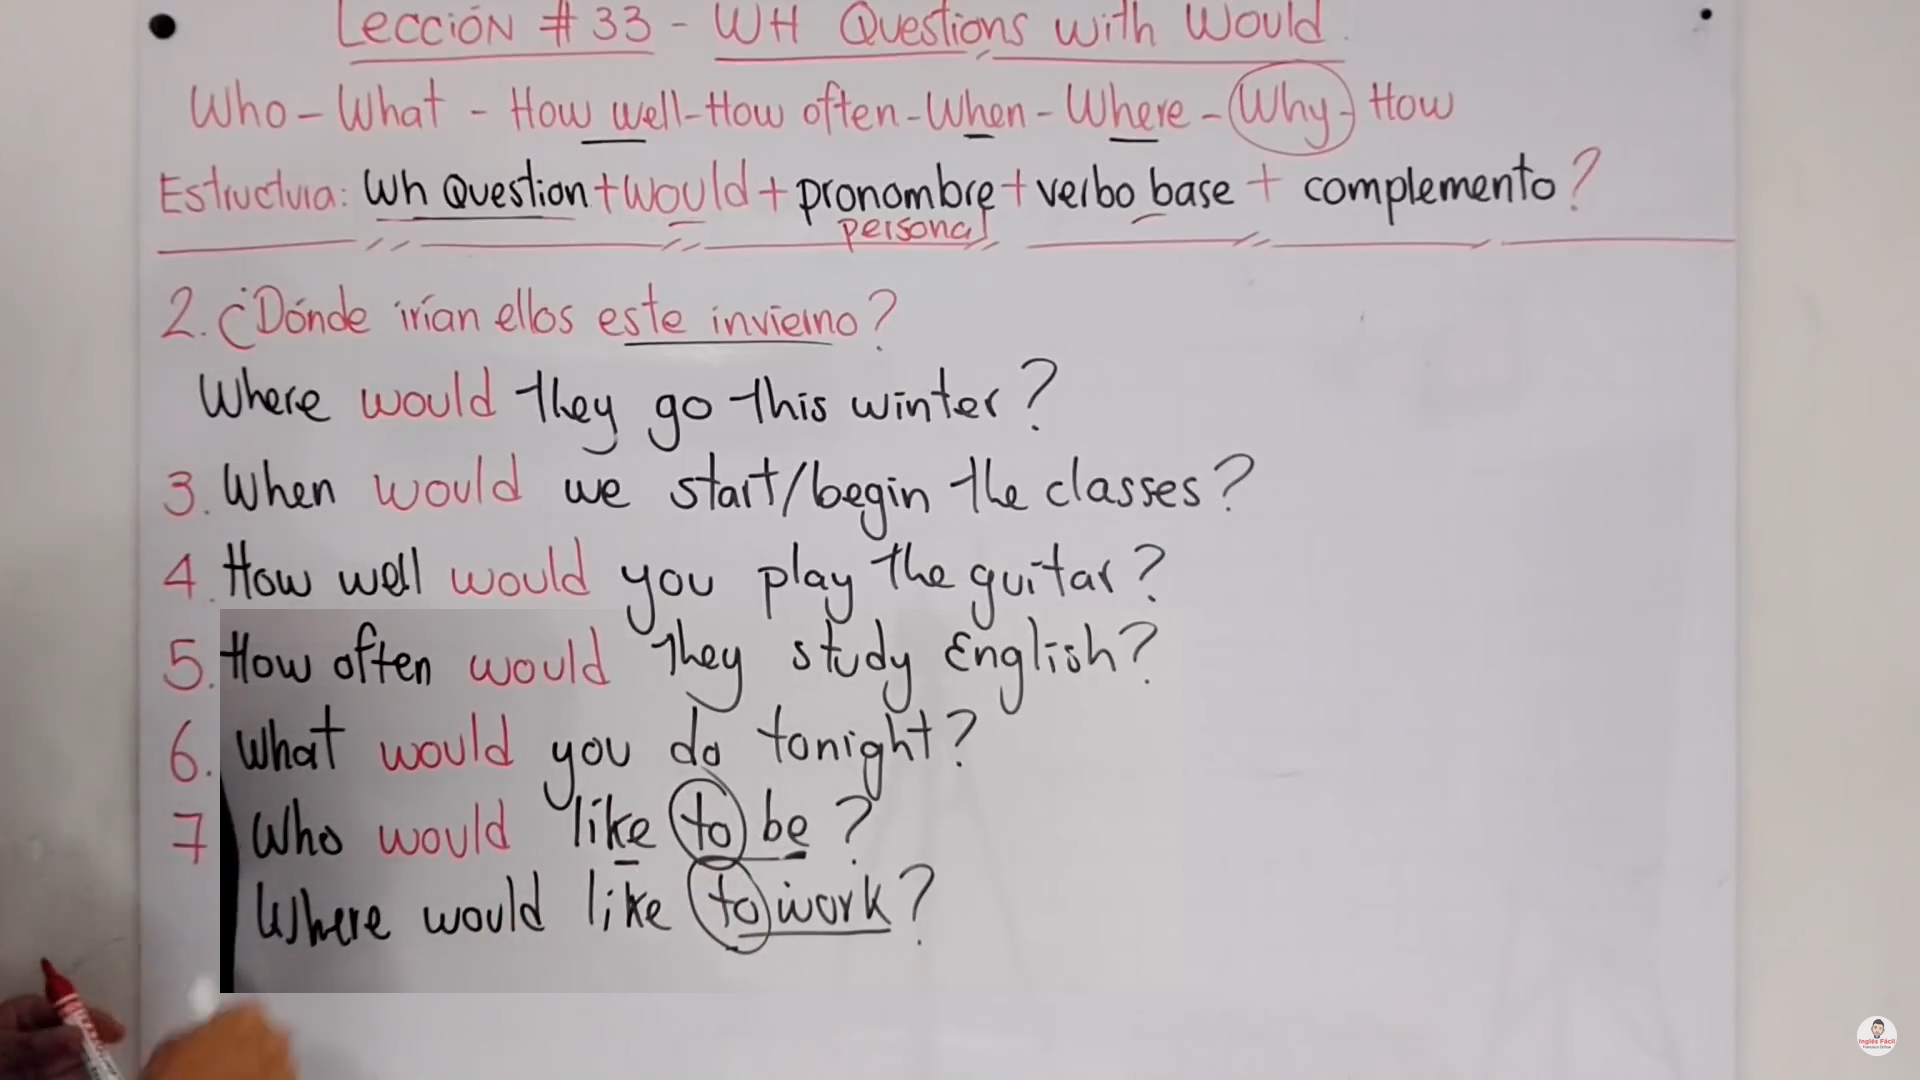 Lección # 33 - WH Questions with Would.
Who - What - How well - How often - When - Where - Why - How
Estructura: Wh Question + would + pronombre + verbo base + complemento?
personal
2. ¿Dónde irían ellos este invierno?
Where would they go this winter?
3. When would we start/begin the classes?
4. How well would you play the guitar?
5. How often would they study English?
6. What would you do tonight?
7 Who would like to be?
Where would like to work?
Inglés Fácil